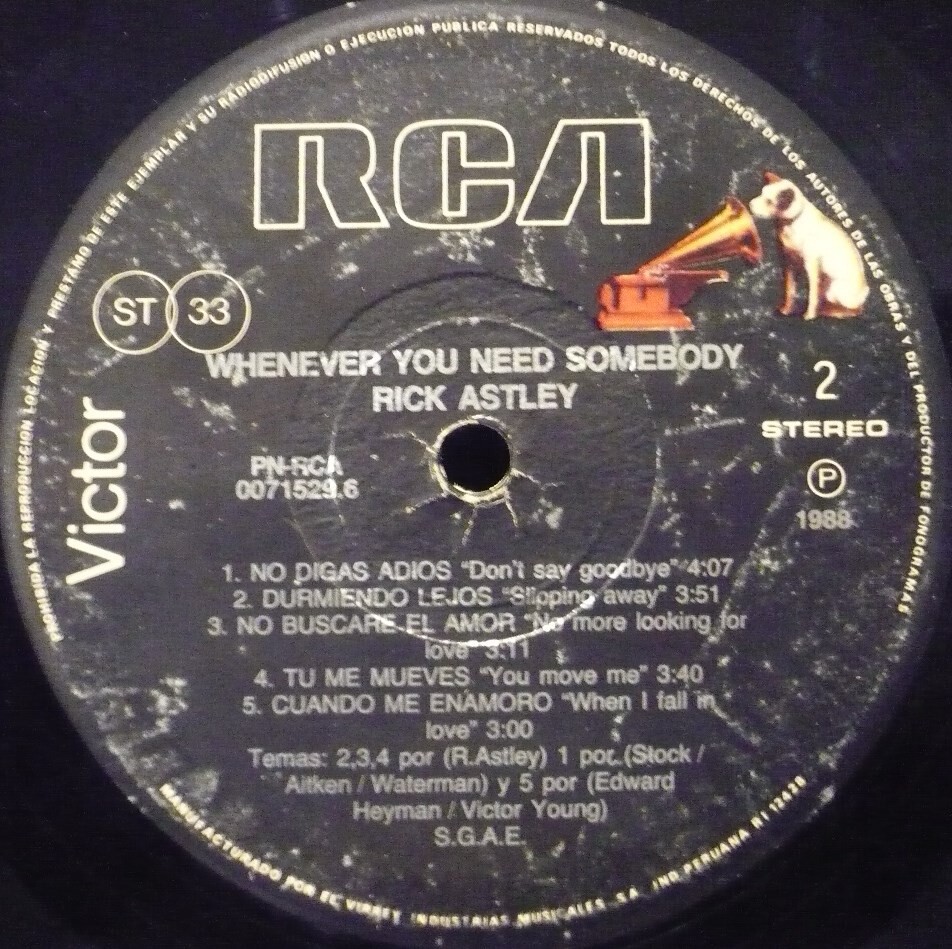 PROHIBIDA LA REPRODUCCION LOCACION Y PRESTAMO DE ESTE EJEMPLAR Y SU RADIODIFUSION O EJECUCION PUBLICA RESERVADOS TODOS LOS DERECHOS DE LOS AUTORES DE LAS OBRAS Y DEL PRODUCTOR DE FONOGRAMAS
RCA
ST 33
Victor
WHENEVER YOU NEED SOMEBODY
RICK ASTLEY
2
STEREO
PN-RCA
0071529.6
Ⓟ
1988
1. NO DIGAS ADIOS "Don't say goodbye" 4:07
2. DURMIENDO LEJOS "Slipping away" 3:51
3. NO BUSCARE EL AMOR "No more looking for
love" 3:11
4. TU ME MUEVES "You move me" 3:40
5. CUANDO ME ENAMORO "When I fall in
love" 3:00
Temas: 2,3,4 por (R.Astley) 1 por (Stock /
Aitken / Waterman) y 5 por (Edward
Heyman / Victor Young)
S.G.A.E.
MANUFACTURADO POR EL VIRREY INDUSTRIAS MUSICALES S.A. IND. PERUANA RI 12428